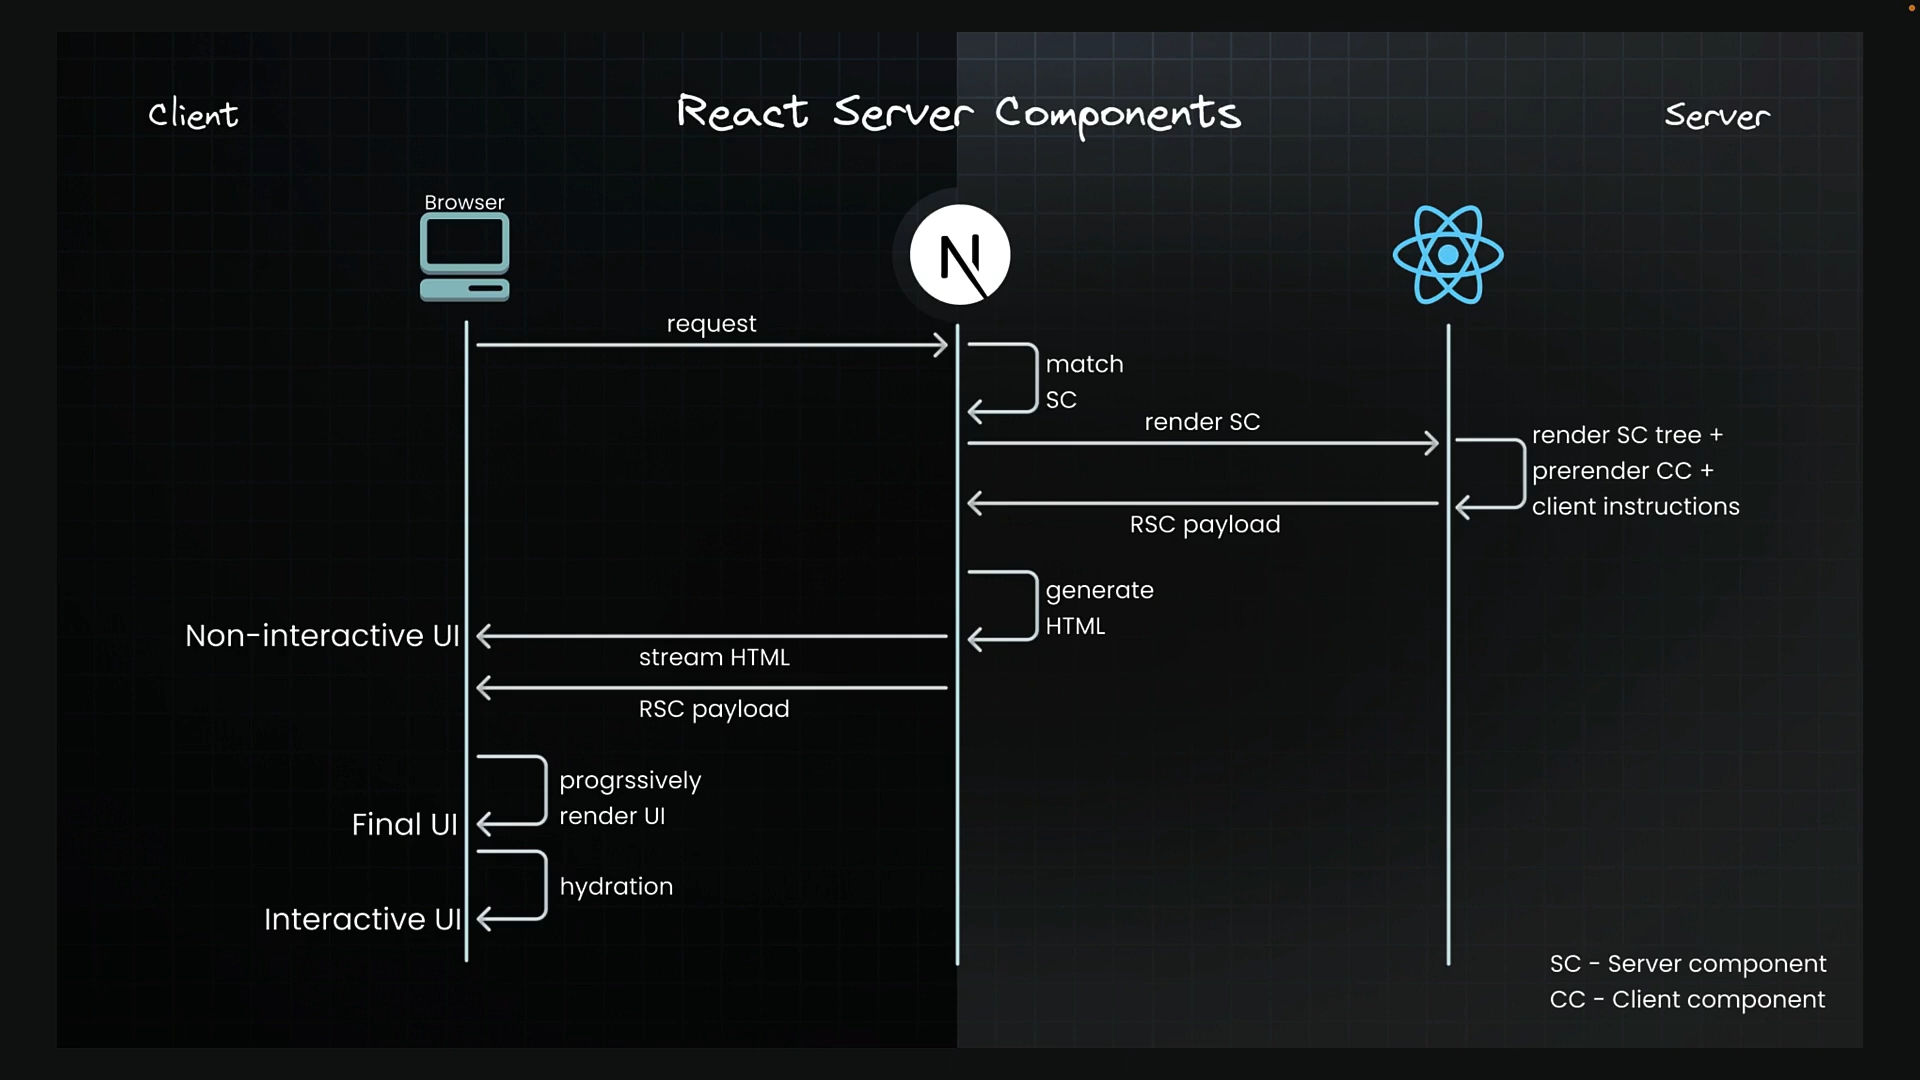 Client
React Server Components
Server
Browser
request
match
SC
render SC
render SC tree +
prerender CC +
client instructions
RSC payload
generate
HTML
Non-interactive UI
stream HTML
RSC payload
progrssively
render UI
Final UI
hydration
Interactive UI
SC - Server component
CC - Client component